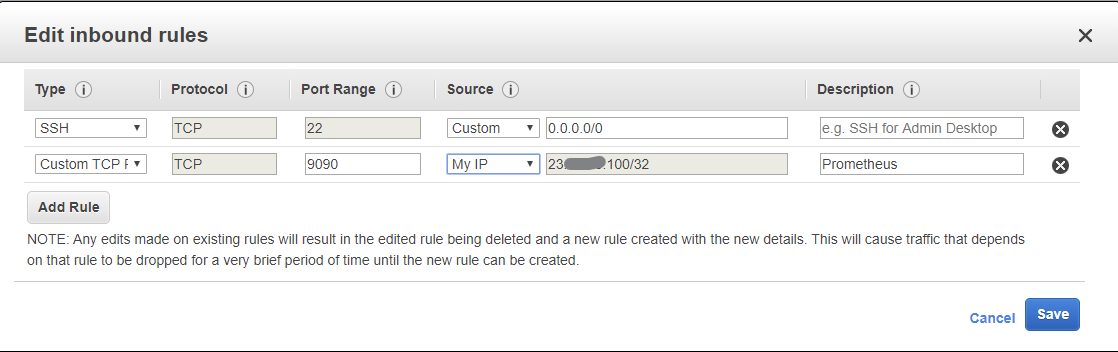 Edit inbound rules
Type Protocol Port Range Source Description
SSH TCP 22 Custom 0.0.0.0/0 e.g. SSH for Admin Desktop
Custom TCP TCP 9090 My IP 23 .100/32 Prometheus
Add Rule
NOTE: Any edits made on existing rules will result in the edited rule being deleted and a new rule created with the new details. This will cause traffic that depends
on that rule to be dropped for a very brief period of time until the new rule can be created.
Cancel Save